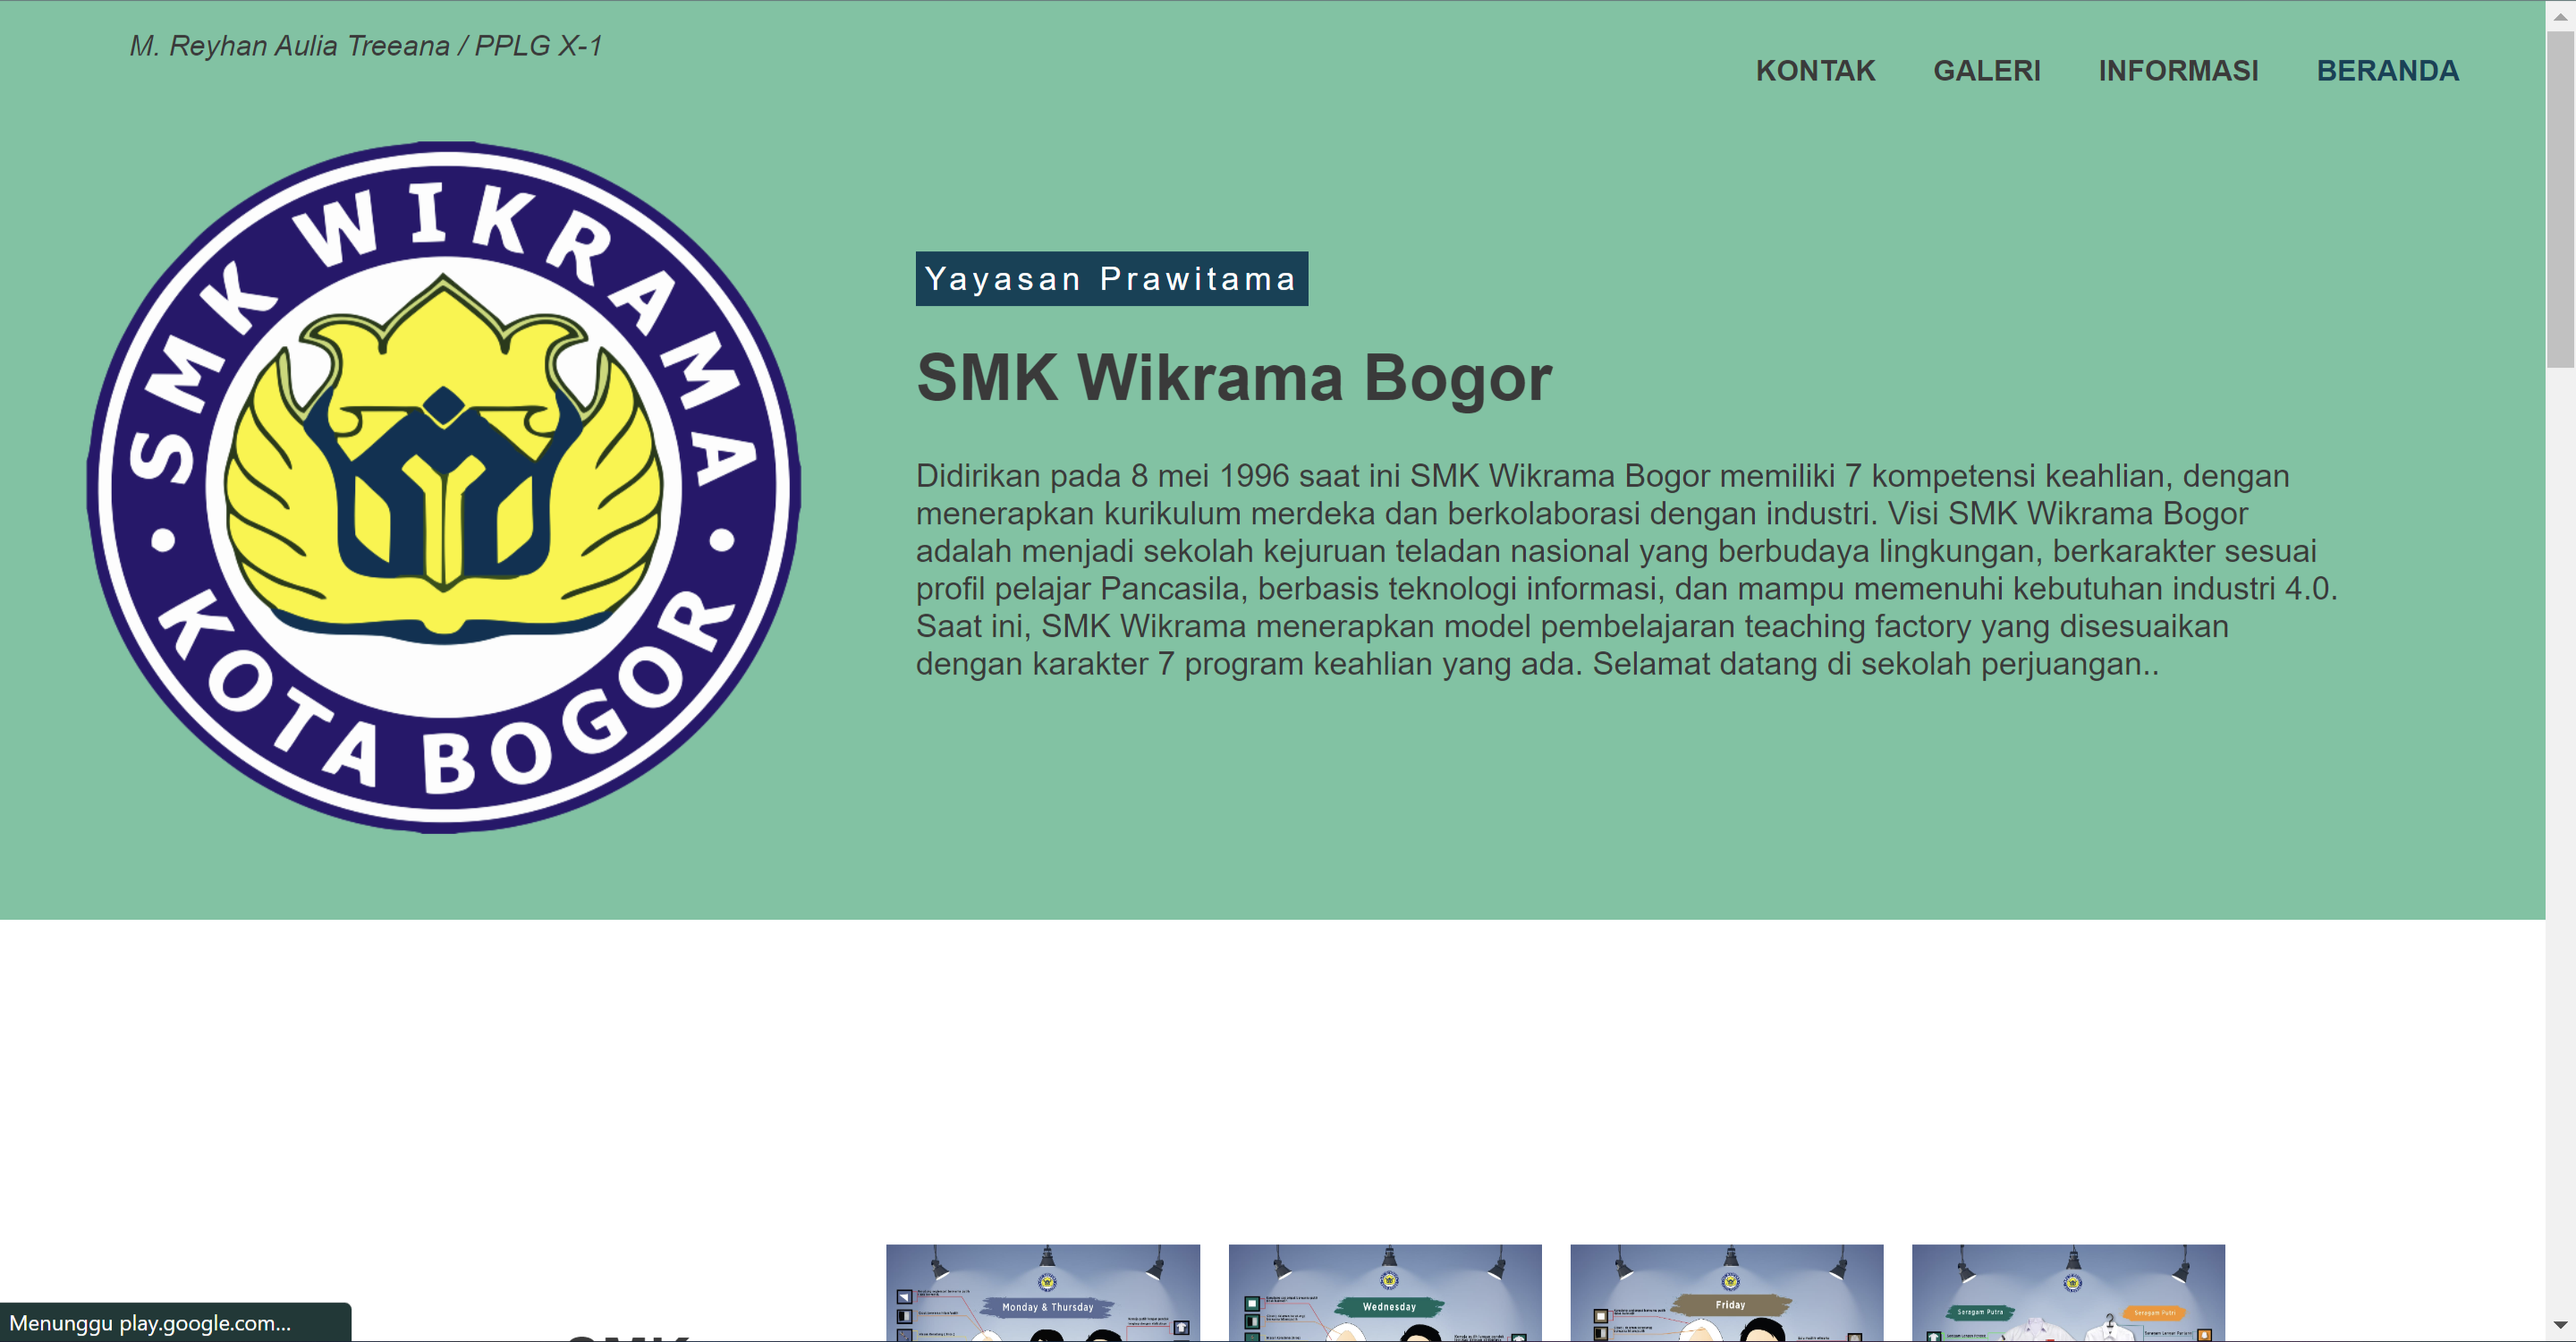 M. Reyhan Aulia Treeana / PPLG X-1
KONTAK GALERI INFORMASI BERANDA
SMK WIKRAMA
KOTA BOGOR
Yayasan Prawitama
SMK Wikrama Bogor
Didirikan pada 8 mei 1996 saat ini SMK Wikrama Bogor memiliki 7 kompetensi keahlian, dengan
menerapkan kurikulum merdeka dan berkolaborasi dengan industri. Visi SMK Wikrama Bogor
adalah menjadi sekolah kejuruan teladan nasional yang berbudaya lingkungan, berkarakter sesuai
profil pelajar Pancasila, berbasis teknologi informasi, dan mampu memenuhi kebutuhan industri 4.0.
Saat ini, SMK Wikrama menerapkan model pembelajaran teaching factory yang disesuaikan
dengan karakter 7 program keahlian yang ada. Selamat datang di sekolah perjuangan..
Monday & Thursday
Wednesday
Friday
Seragam Putra
Seragam Putri
SMK
Menunggu play.google.com...